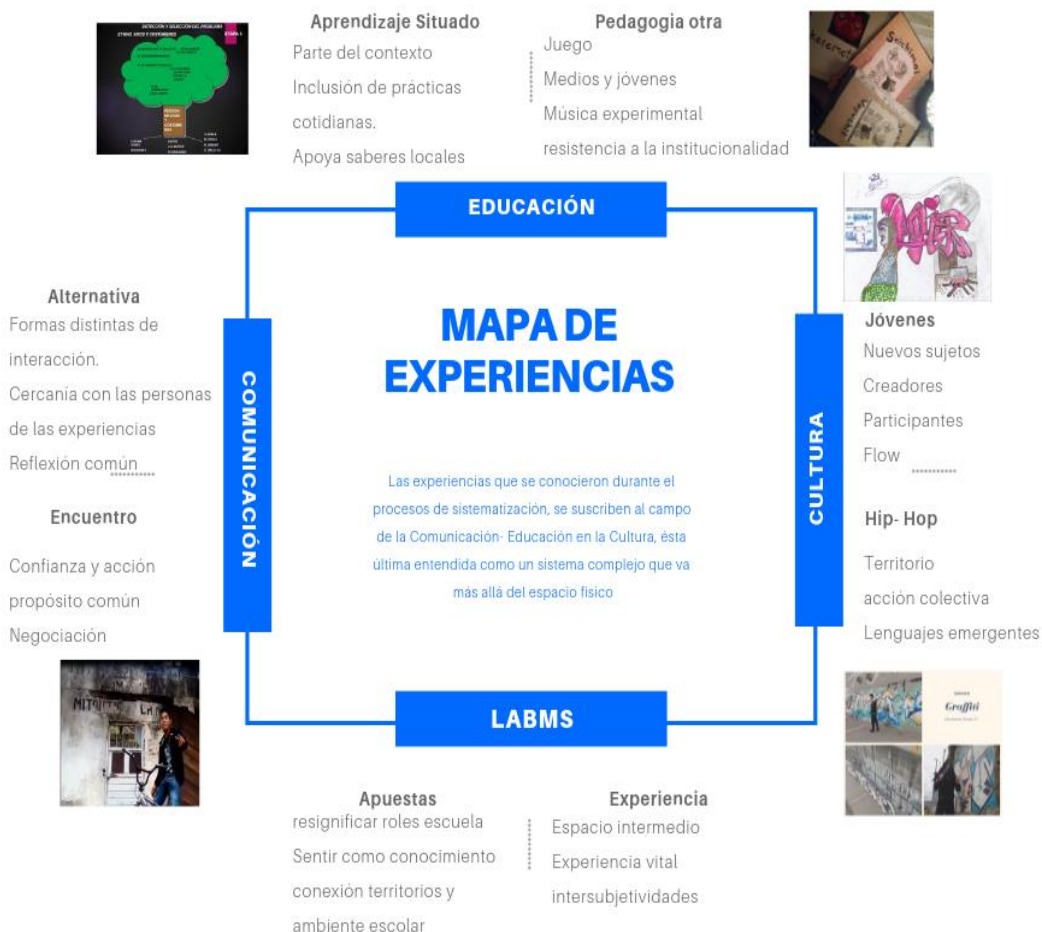 DETECCIÓN Y SELECCIÓN DEL PROBLEMA
ETAPA 1
Aprendizaje Situado
Parte del contexto
Inclusión de prácticas
cotidianas.
Apoya saberes locales
Pedagogia otra
Juego
Medios y jóvenes
Música experimental
resistencia a la institucionalidad
EDUCACIÓN
Alternativa
Formas distintas de
interacción.
Cercanía con las personas
de las experiencias
Reflexión común
Encuentro
Confianza y acción
propósito común
Negociación
COMUNICACIÓN
MAPA DE
EXPERIENCIAS
Las experiencias que se conocieron durante el
procesos de sistematización, se suscriben al campo
de la Comunicación- Educación en la Cultura, ésta
última entendida como un sistema complejo que va
más allá del espacio físico
CULTURA
Jóvenes
Nuevos sujetos
Creadores
Participantes
Flow
Hip- Hop
Territorio
acción colectiva
Lenguajes emergentes
Graffiti
LABMS
Apuestas
resignificar roles escuela
Sentir como conocimiento
conexión territorios y
ambiente escolar
Experiencia
Espacio intermedio
Experiencia vital
intersubjetividades